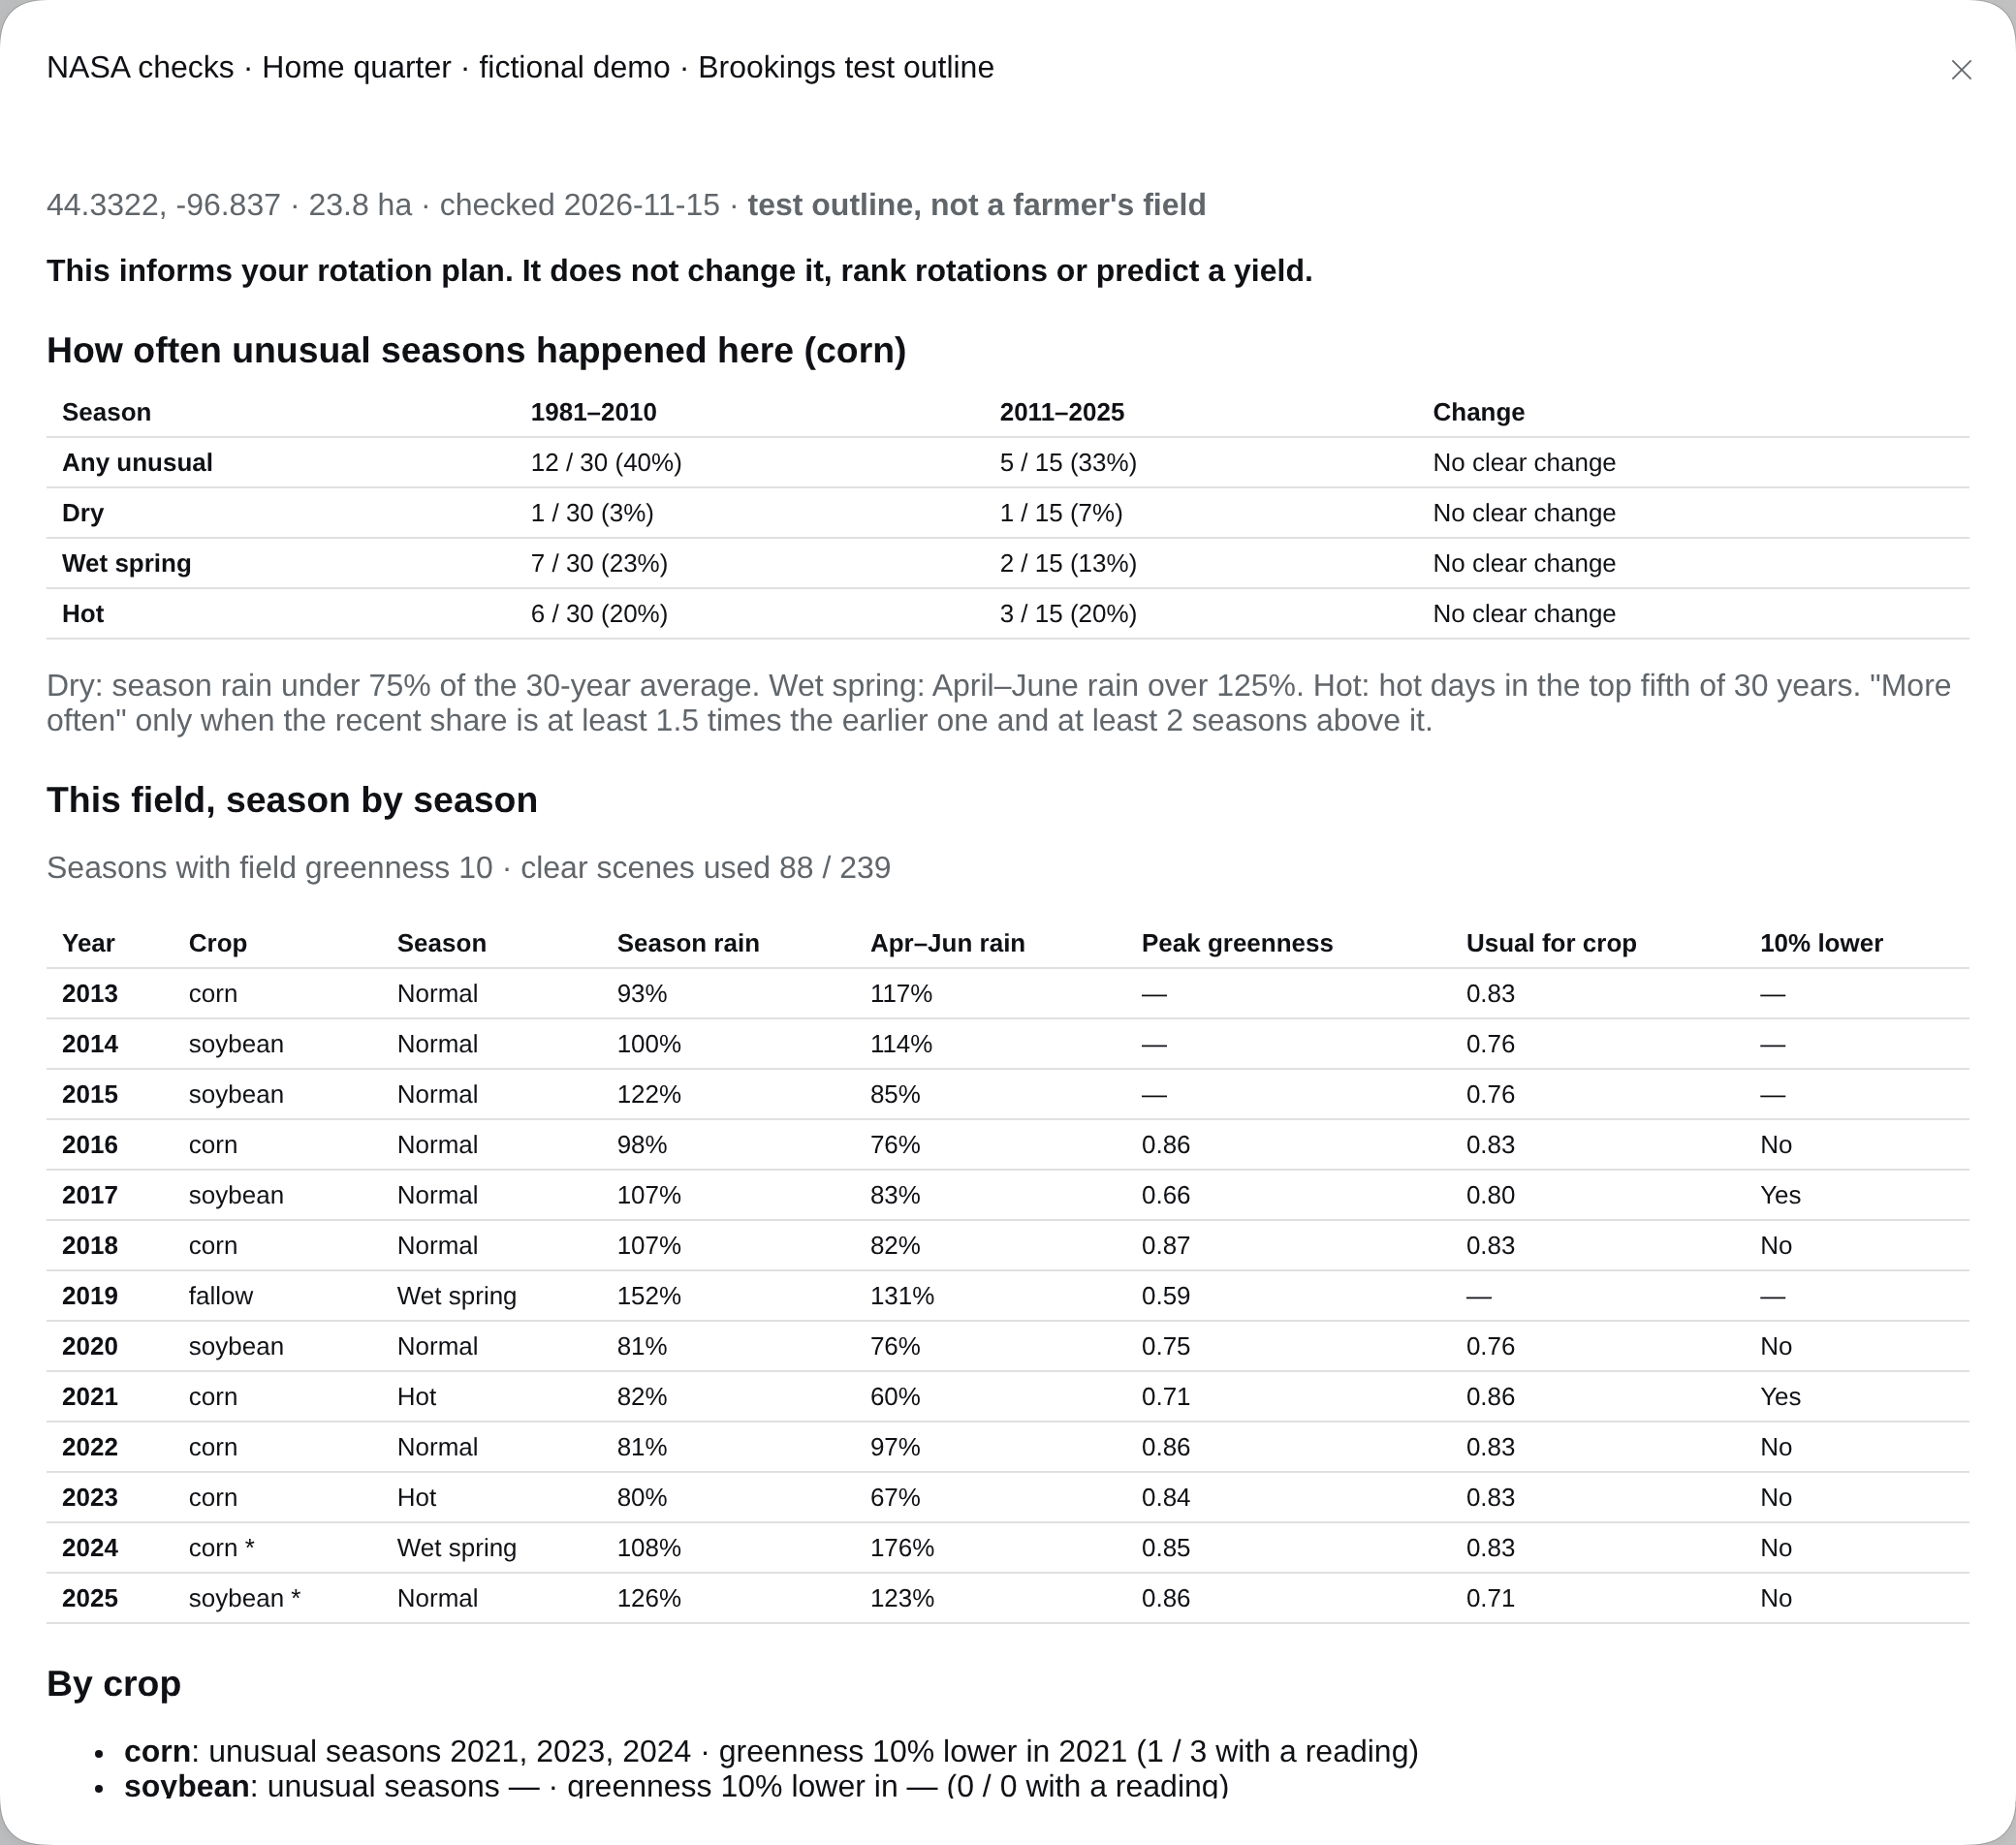 NASA checks · Home quarter · fictional demo · Brookings test outline
44.3322, -96.837 · 23.8 ha · checked 2026-11-15 · test outline, not a farmer's field
This informs your rotation plan. It does not change it, rank rotations or predict a yield.
How often unusual seasons happened here (corn)
Season 1981–2010 2011–2025 Change
Any unusual 12 / 30 (40%) 5 / 15 (33%) No clear change
Dry 1 / 30 (3%) 1 / 15 (7%) No clear change
Wet spring 7 / 30 (23%) 2 / 15 (13%) No clear change
Hot 6 / 30 (20%) 3 / 15 (20%) No clear change
Dry: season rain under 75% of the 30-year average. Wet spring: April–June rain over 125%. Hot: hot days in the top fifth of 30 years. "More
often" only when the recent share is at least 1.5 times the earlier one and at least 2 seasons above it.
This field, season by season
Seasons with field greenness 10 · clear scenes used 88 / 239
Year Crop Season Season rain Apr–Jun rain Peak greenness Usual for crop 10% lower
2013 corn Normal 93% 117% — 0.83 —
2014 soybean Normal 100% 114% — 0.76 —
2015 soybean Normal 122% 85% — 0.76 —
2016 corn Normal 98% 76% 0.86 0.83 No
2017 soybean Normal 107% 83% 0.66 0.80 Yes
2018 corn Normal 107% 82% 0.87 0.83 No
2019 fallow Wet spring 152% 131% 0.59 — —
2020 soybean Normal 81% 76% 0.75 0.76 No
2021 corn Hot 82% 60% 0.71 0.86 Yes
2022 corn Normal 81% 97% 0.86 0.83 No
2023 corn Hot 80% 67% 0.84 0.83 No
2024 corn * Wet spring 108% 176% 0.85 0.83 No
2025 soybean * Normal 126% 123% 0.86 0.71 No
By crop
• corn: unusual seasons 2021, 2023, 2024 · greenness 10% lower in 2021 (1 / 3 with a reading)
• soybean: unusual seasons — · greenness 10% lower in — (0 / 0 with a reading)